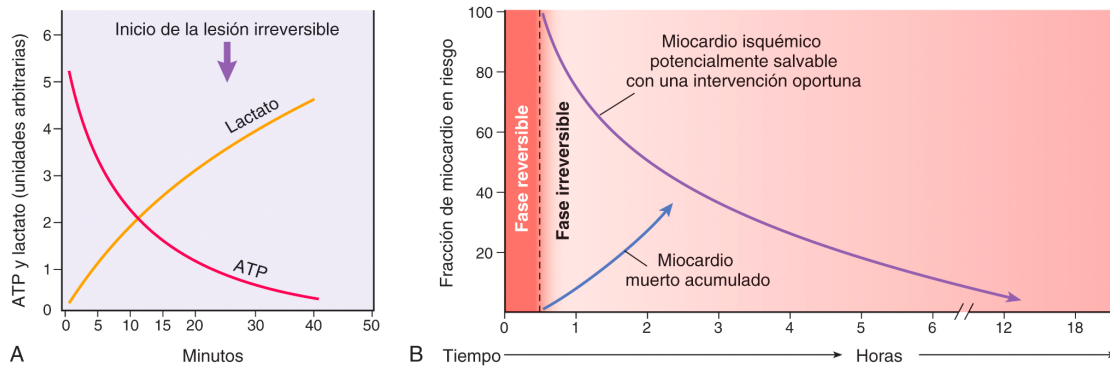 ATP y lactato (unidades arbitrarias)
6
5
4
3
2
1
0
Inicio de la lesión irreversible
Lactato
ATP
0 5 10 15 20 30 40 50
A
Minutos
Fracción de miocardio en riesgo
100
80
60
40
20
Fase reversible
Fase irreversible
Miocardio isquémico
potencialmente salvable
con una intervención oportuna
Miocardio
muerto acumulado
0 1 2 3 4 5 6 12 18
B
Tiempo
Horas